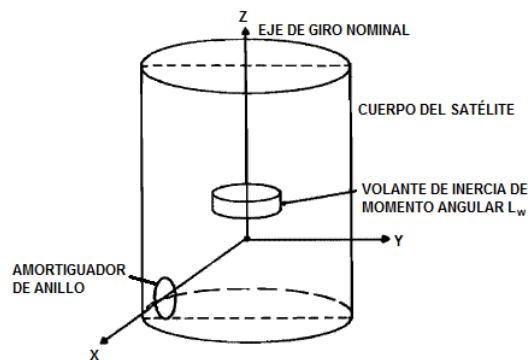 Z
EJE DE GIRO NOMINAL
CUERPO DEL SATÉLITE
VOLANTE DE INERCIA DE
MOMENTO ANGULAR Lw
Y
AMORTIGUADOR
DE ANILLO
X